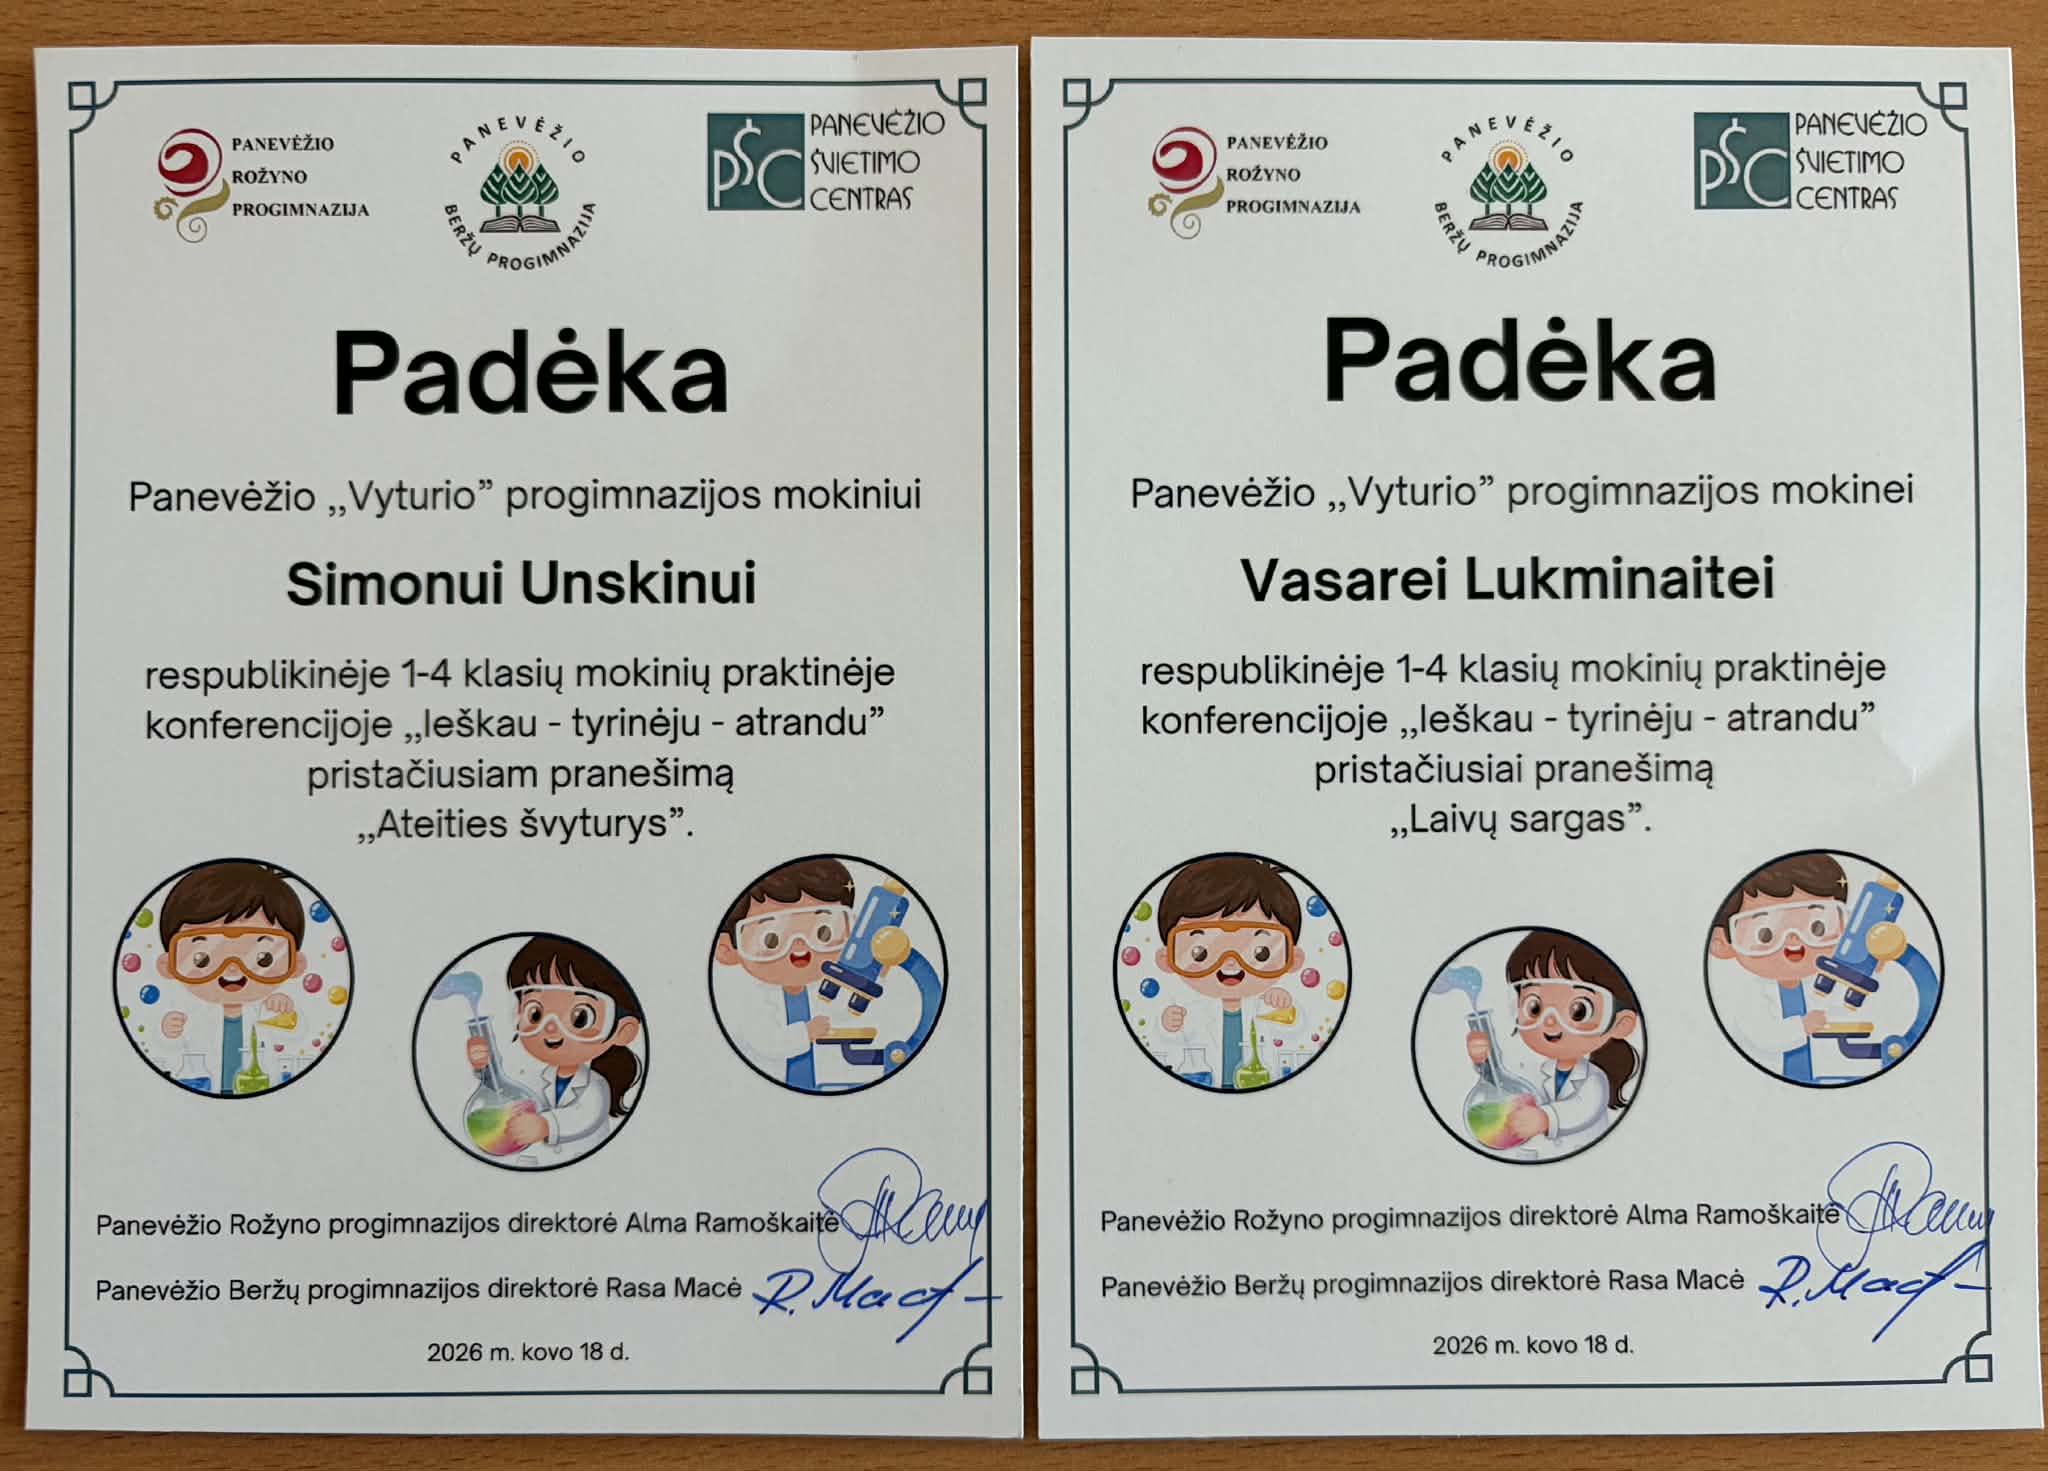 PANEVĖŽIO
ROŽYNO
PROGIMNAZIJA
PANEVĖŽIO
BERŽŲ PROGIMNAZIJA
PŠC
PANEVĖŽIO
ŠVIETIMO
CENTRAS
Padėka
Panevėžio ,,Vyturio” progimnazijos mokiniui
Simonui Unskinui
respublikinėje 1-4 klasių mokinių praktinėje
konferencijoje ,,Ieškau - tyrinėju - atrandu”
pristačiusiam pranešimą
,,Ateities švyturys”.
Panevėžio Rožyno progimnazijos direktorė Alma Ramoškaitė
Panevėžio Beržų progimnazijos direktorė Rasa Macė
2026 m. kovo 18 d.
PANEVĖŽIO
ROŽYNO
PROGIMNAZIJA
PANEVĖŽIO
BERŽŲ PROGIMNAZIJA
PŠC
PANEVĖŽIO
ŠVIETIMO
CENTRAS
Padėka
Panevėžio ,,Vyturio” progimnazijos mokinei
Vasarei Lukminaitei
respublikinėje 1-4 klasių mokinių praktinėje
konferencijoje ,,Ieškau - tyrinėju - atrandu”
pristačiusiai pranešimą
,,Laivų sargas”.
Panevėžio Rožyno progimnazijos direktorė Alma Ramoškaitė
Panevėžio Beržų progimnazijos direktorė Rasa Macė
2026 m. kovo 18 d.